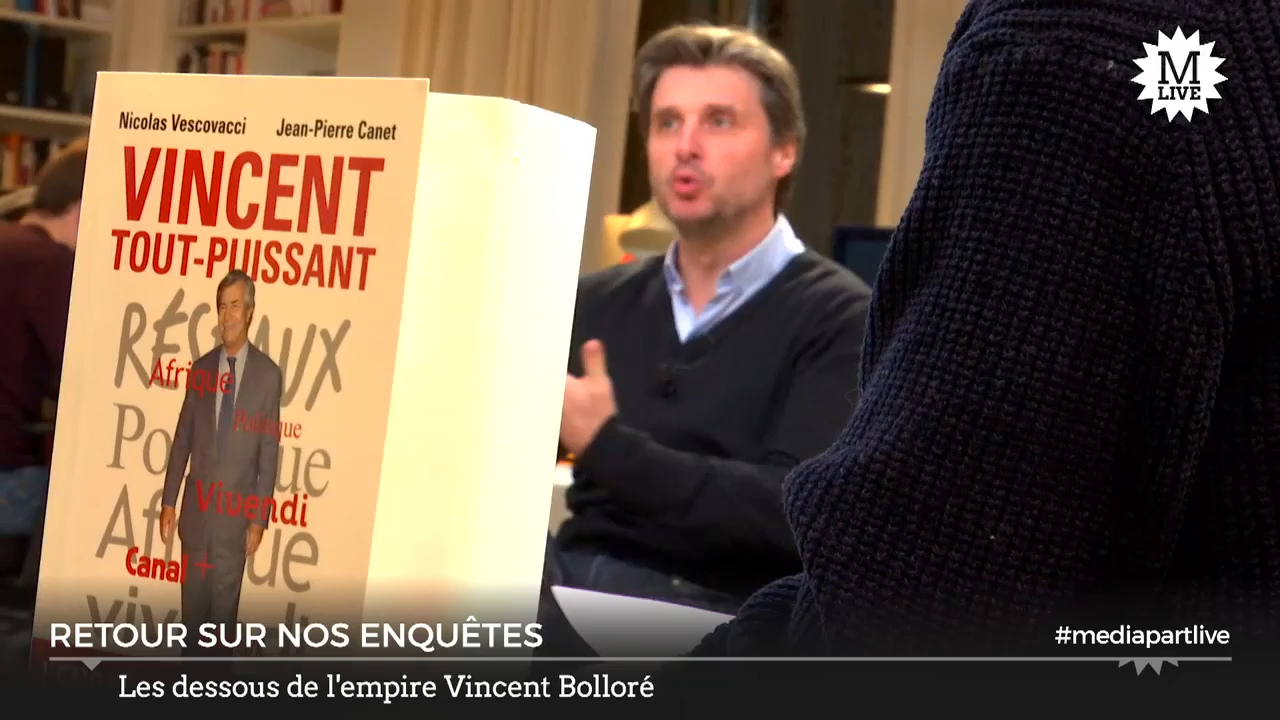 M
LIVE
Nicolas Vescovacci Jean-Pierre Canet
VINCENT
TOUT-PUISSANT
Afrique
Politique
Vivendi
Canal +
RETOUR SUR NOS ENQUÊTES
#mediapartlive
Les dessous de l'empire Vincent Bolloré